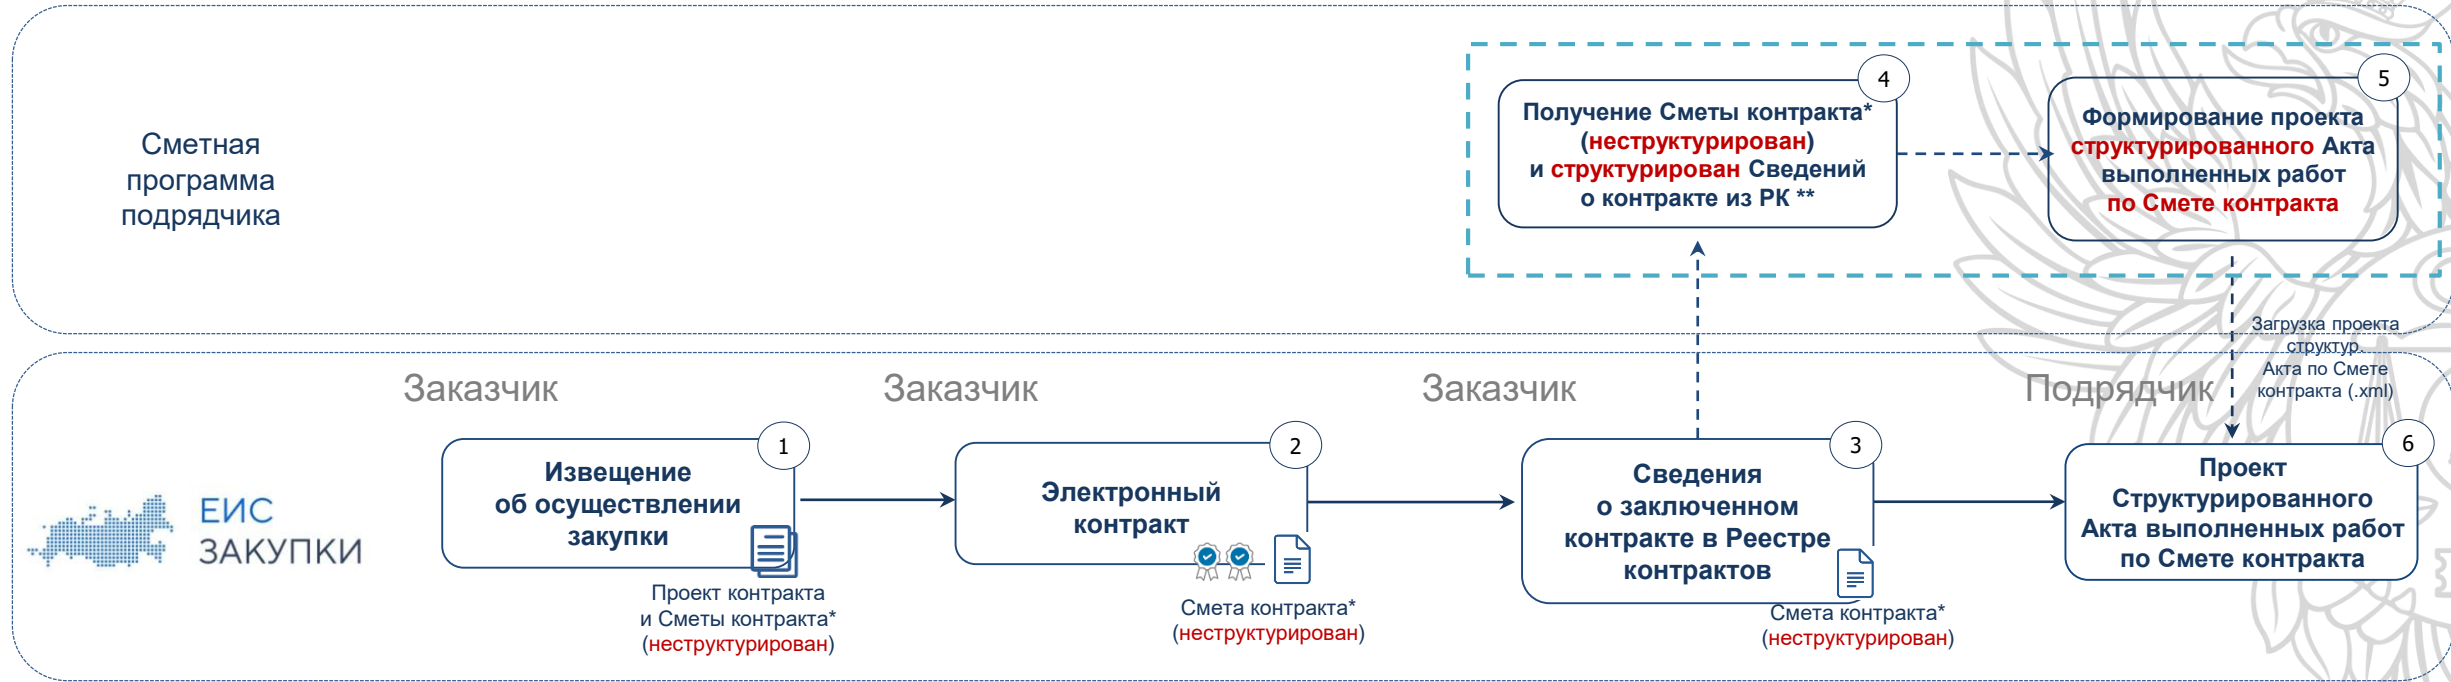 Сметная
программа
подрядчика
4
Получение Сметы контракта*
(неструктурирован)
и структурирован Сведений
о контракте из РК **
5
Формирование проекта
структурированного Акта
выполненных работ
по Смете контракта
Загрузка проекта
структур.
Акта по Смете
контракта (.xml)
ЕИС
ЗАКУПКИ
Заказчик
1
Извещение
об осуществлении
закупки
Проект контракта
и Сметы контракта*
(неструктурирован)
Заказчик
2
Электронный
контракт
Смета контракта*
(неструктурирован)
Заказчик
3
Сведения
о заключенном
контракте в Реестре
контрактов
Смета контракта*
(неструктурирован)
Подрядчик
6
Проект
Структурированного
Акта выполненных работ
по Смете контракта